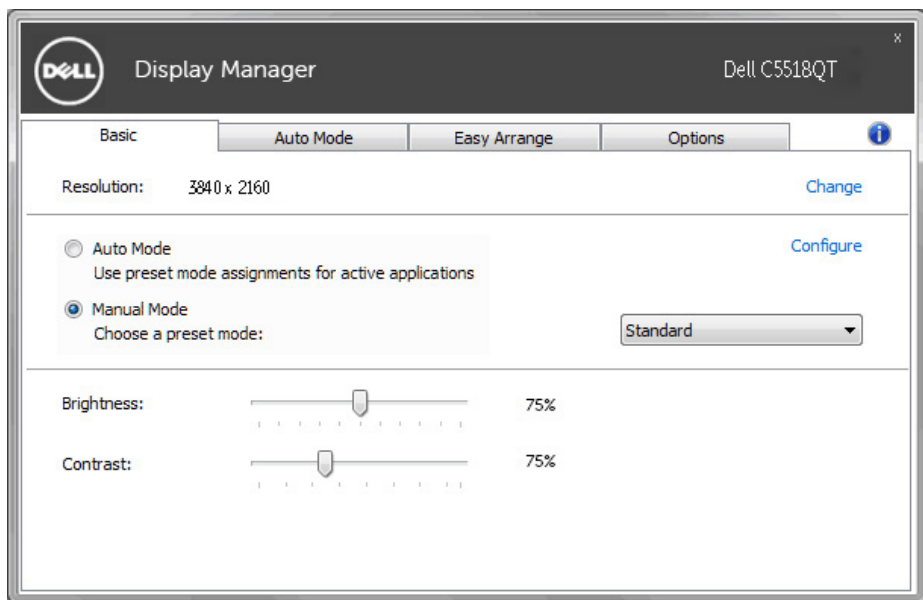 x
DELL
Display Manager
Dell C5518QT
Basic
Auto Mode
Easy Arrange
Options
i
Resolution: 3840 x 2160 Change
Auto Mode Configure
Use preset mode assignments for active applications
Manual Mode
Choose a preset mode: Standard
Brightness: 75%
Contrast: 75%